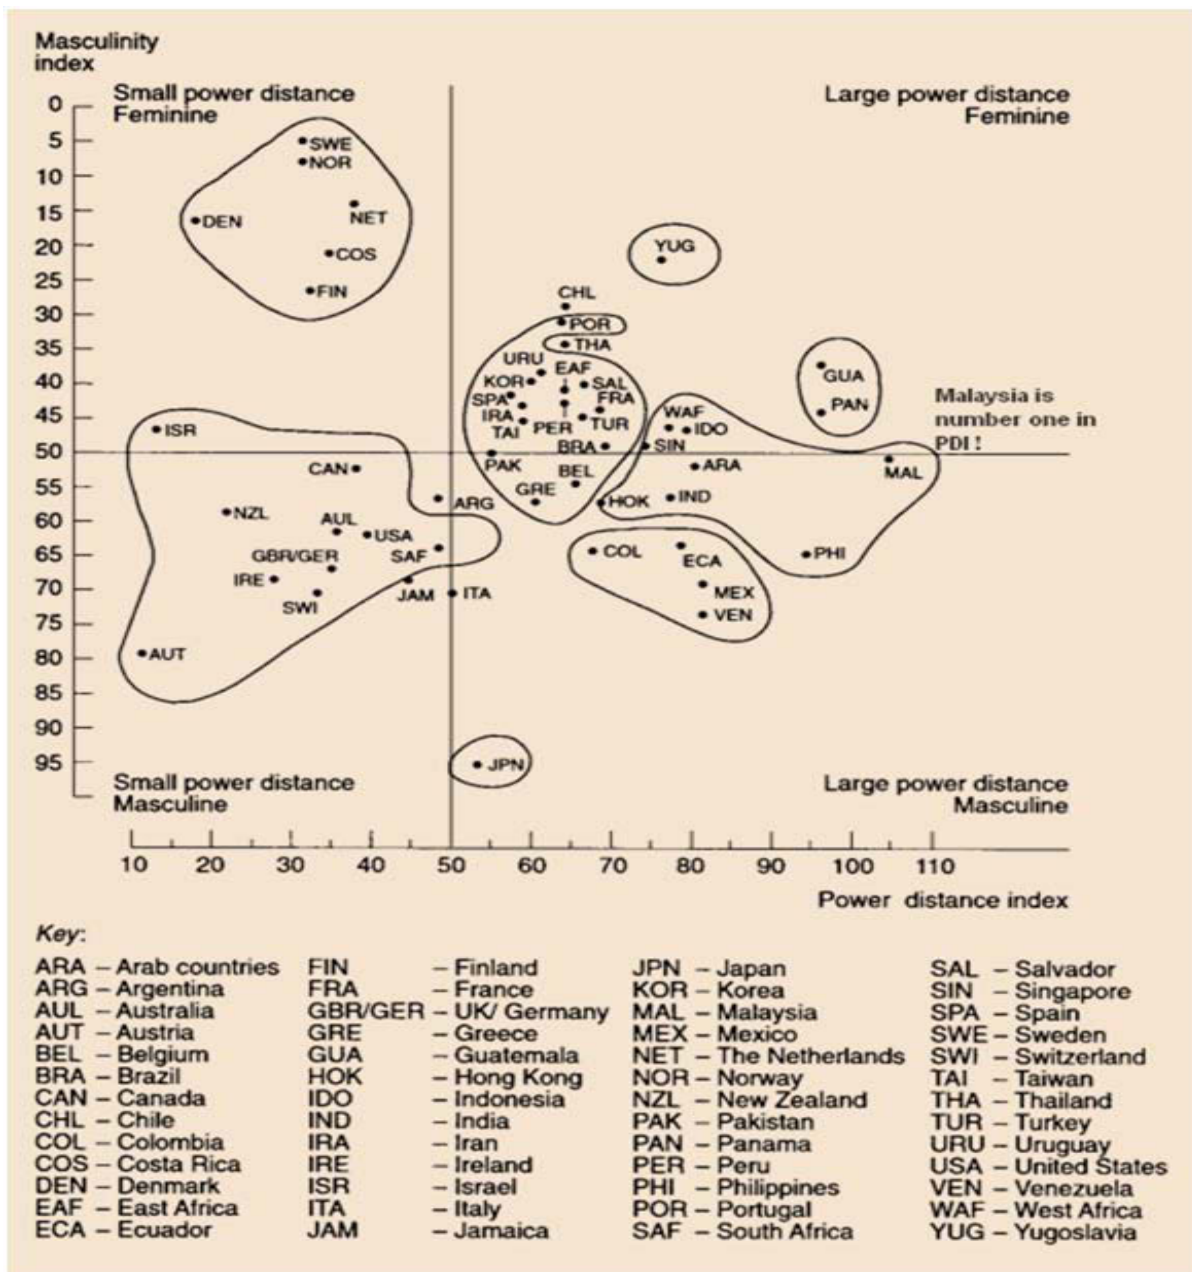 Masculinity
index
Small power distance
Feminine
Large power distance
Feminine
0
5
10
15
20
25
30
35
40
45
50
55
60
65
70
75
80
85
90
95
SWE
NOR
DEN
NET
COS
FIN
YUG
CHL
POR
THA
URU
EAF
KOR
SAL
SPA
FRA
IRA
TAI
PER
TUR
BRA
PAK
BEL
GRE
GUA
PAN
Malaysia is
number one in
PDI !
WAF
IDO
SIN
ARA
MAL
HOK
IND
PHI
ISR
CAN
ARG
NZL
AUL
USA
GBR/GER
SAF
IRE
SWI
JAM
ITA
AUT
COL
ECA
MEX
VEN
JPN
Small power distance
Masculine
Large power distance
Masculine
10 20 30 40 50 60 70 80 90 100 110
Power distance index
Key:
ARA – Arab countries FIN – Finland JPN – Japan SAL – Salvador
ARG – Argentina FRA – France KOR – Korea SIN – Singapore
AUL – Australia GBR/GER – UK/ Germany MAL – Malaysia SPA – Spain
AUT – Austria GRE – Greece MEX – Mexico SWE – Sweden
BEL – Belgium GUA – Guatemala NET – The Netherlands SWI – Switzerland
BRA – Brazil HOK – Hong Kong NOR – Norway TAI – Taiwan
CAN – Canada IDO – Indonesia NZL – New Zealand THA – Thailand
CHL – Chile IND – India PAK – Pakistan TUR – Turkey
COL – Colombia IRA – Iran PAN – Panama URU – Uruguay
COS – Costa Rica IRE – Ireland PER – Peru USA – United States
DEN – Denmark ISR – Israel PHI – Philippines VEN – Venezuela
EAF – East Africa ITA – Italy POR – Portugal WAF – West Africa
ECA – Ecuador JAM – Jamaica SAF – South Africa YUG – Yugoslavia